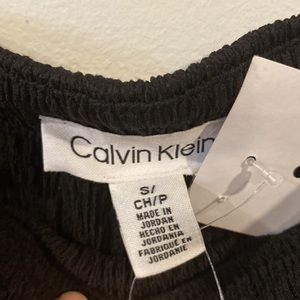 Calvin Klein
S/
CH/P
MADE IN
JORDAN
HECHO EN
JORDANIA
FABRIQUÉ EN
JORDANIE